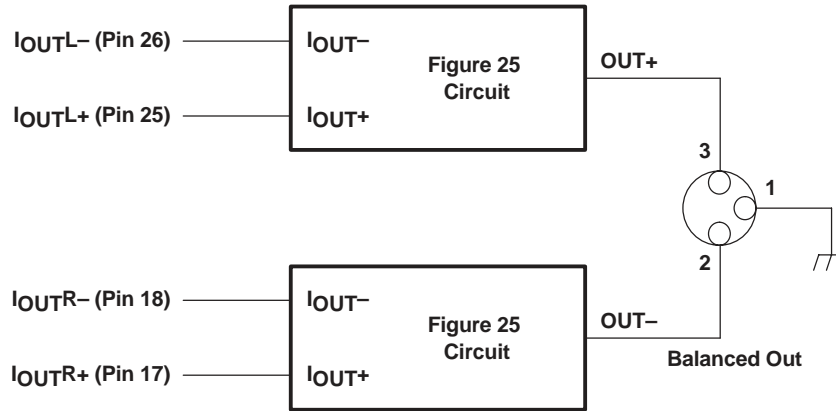 IOUTL– (Pin 26)
IOUT–
Figure 25
Circuit
OUT+
IOUTL+ (Pin 25)
IOUT+
3
1
2
IOUTR– (Pin 18)
IOUT–
Figure 25
Circuit
OUT–
Balanced Out
IOUTR+ (Pin 17)
IOUT+